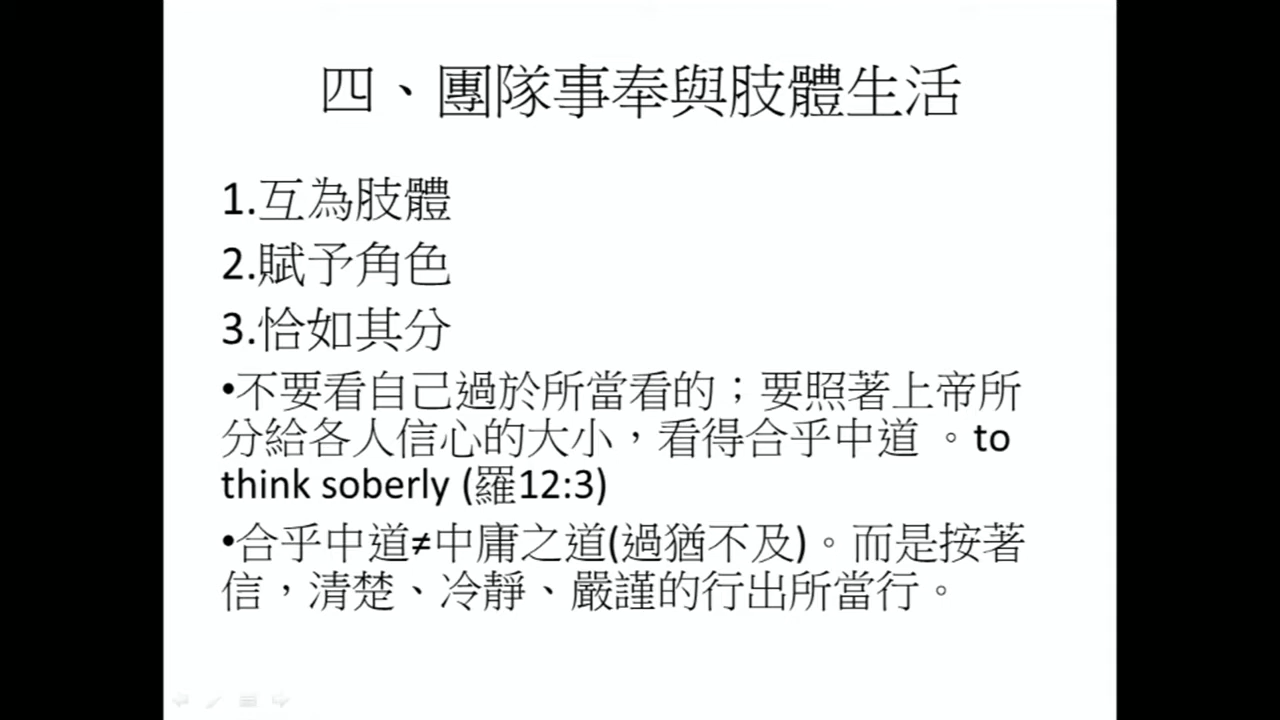 四、團隊事奉與肢體生活
1.互為肢體
2.賦予角色
3.恰如其分
•不要看自己過於所當看的；要照著上帝所
分給各人信心的大小，看得合乎中道 。to
think soberly (羅12:3)
•合乎中道≠中庸之道(過猶不及)。而是按著
信，清楚、冷靜、嚴謹的行出所當行。